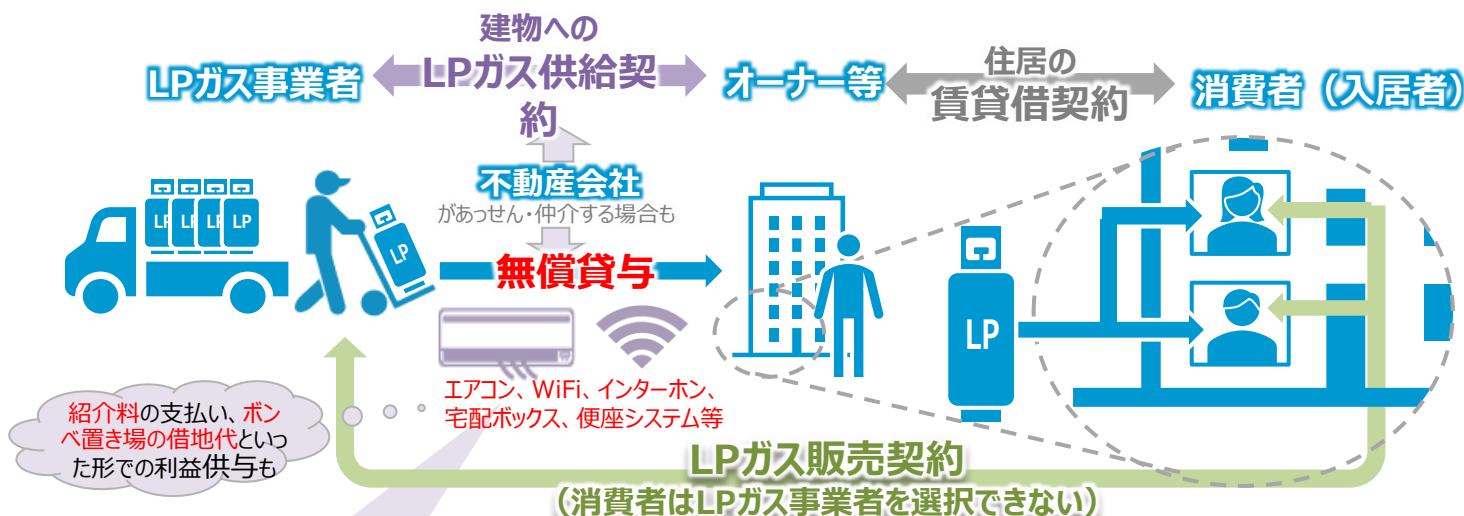 建物への
LPガス供給契
約
LPガス事業者
オーナー等
住居の
賃貸借契約
消費者（入居者）
不動産会社
があっせん・仲介する場合も
LP
LP
LP
LP
LP
無償貸与
エアコン、WiFi、インターホン、
宅配ボックス、便座システム等
LP
紹介料の支払い、ボン
ベ置き場の借地代といっ
た形での利益供与も
LPガス販売契約
（消費者はLPガス事業者を選択できない）